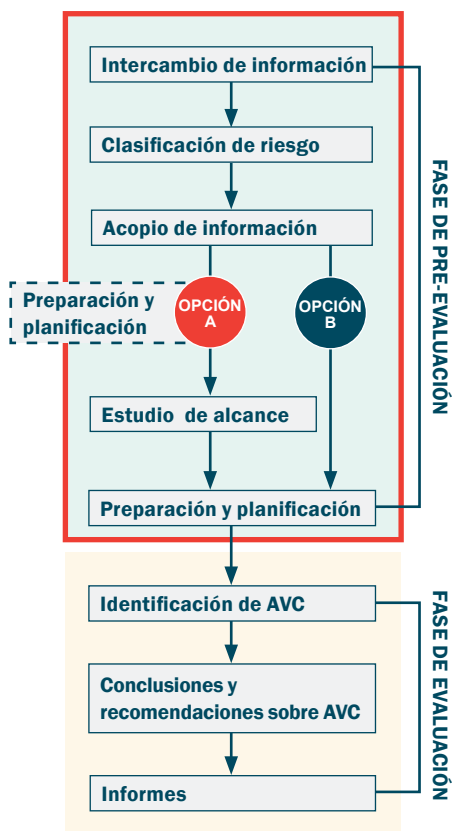 Intercambio de información
Clasificación de riesgo
Acopio de información
Preparación y
planificación
OPCIÓN
A
OPCIÓN
B
Estudio de alcance
Preparación y planificación
FASE DE PRE-EVALUACIÓN
Identificación de AVC
Conclusiones y
recomendaciones sobre AVC
Informes
FASE DE EVALUACIÓN